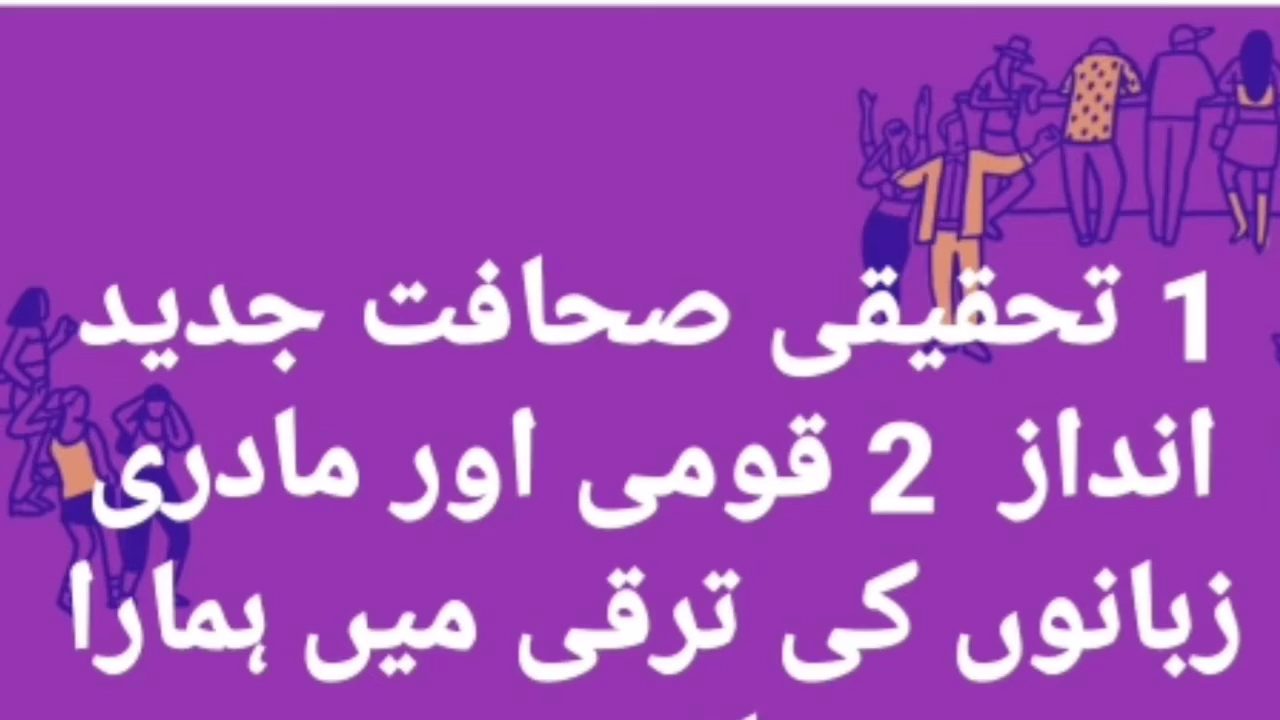 1 تحقیقی صحافت جدید
انداز 2 قومی اور مادری
زبانوں کی ترقی میں ہمارا